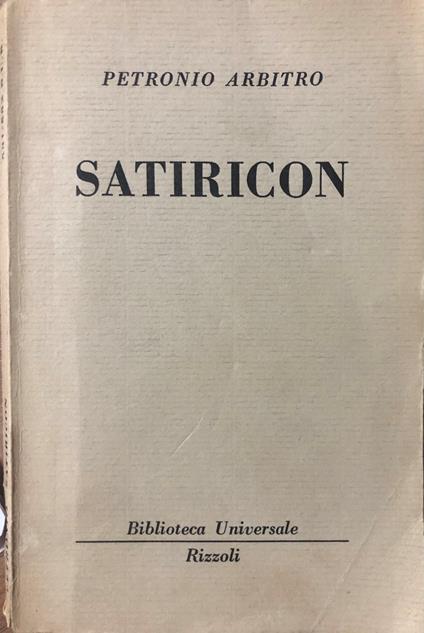 PETRONIO ARBITRO
SATIRICON
Biblioteca Universale
Rizzoli